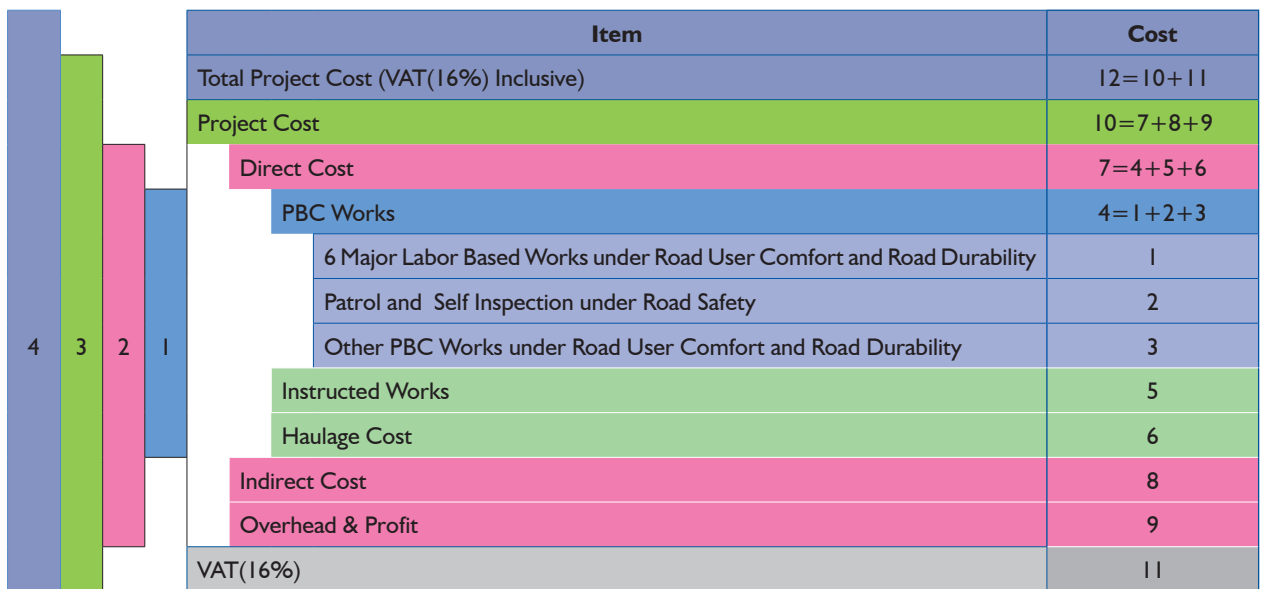 Item Cost
Total Project Cost (VAT(16%) Inclusive) 12=10+11
Project Cost 10=7+8+9
Direct Cost 7=4+5+6
PBC Works 4=1+2+3
6 Major Labor Based Works under Road User Comfort and Road Durability 1
Patrol and Self Inspection under Road Safety 2
4 3 2 1 Other PBC Works under Road User Comfort and Road Durability 3
Instructed Works 5
Haulage Cost 6
Indirect Cost 8
Overhead & Profit 9
VAT(16%) 11